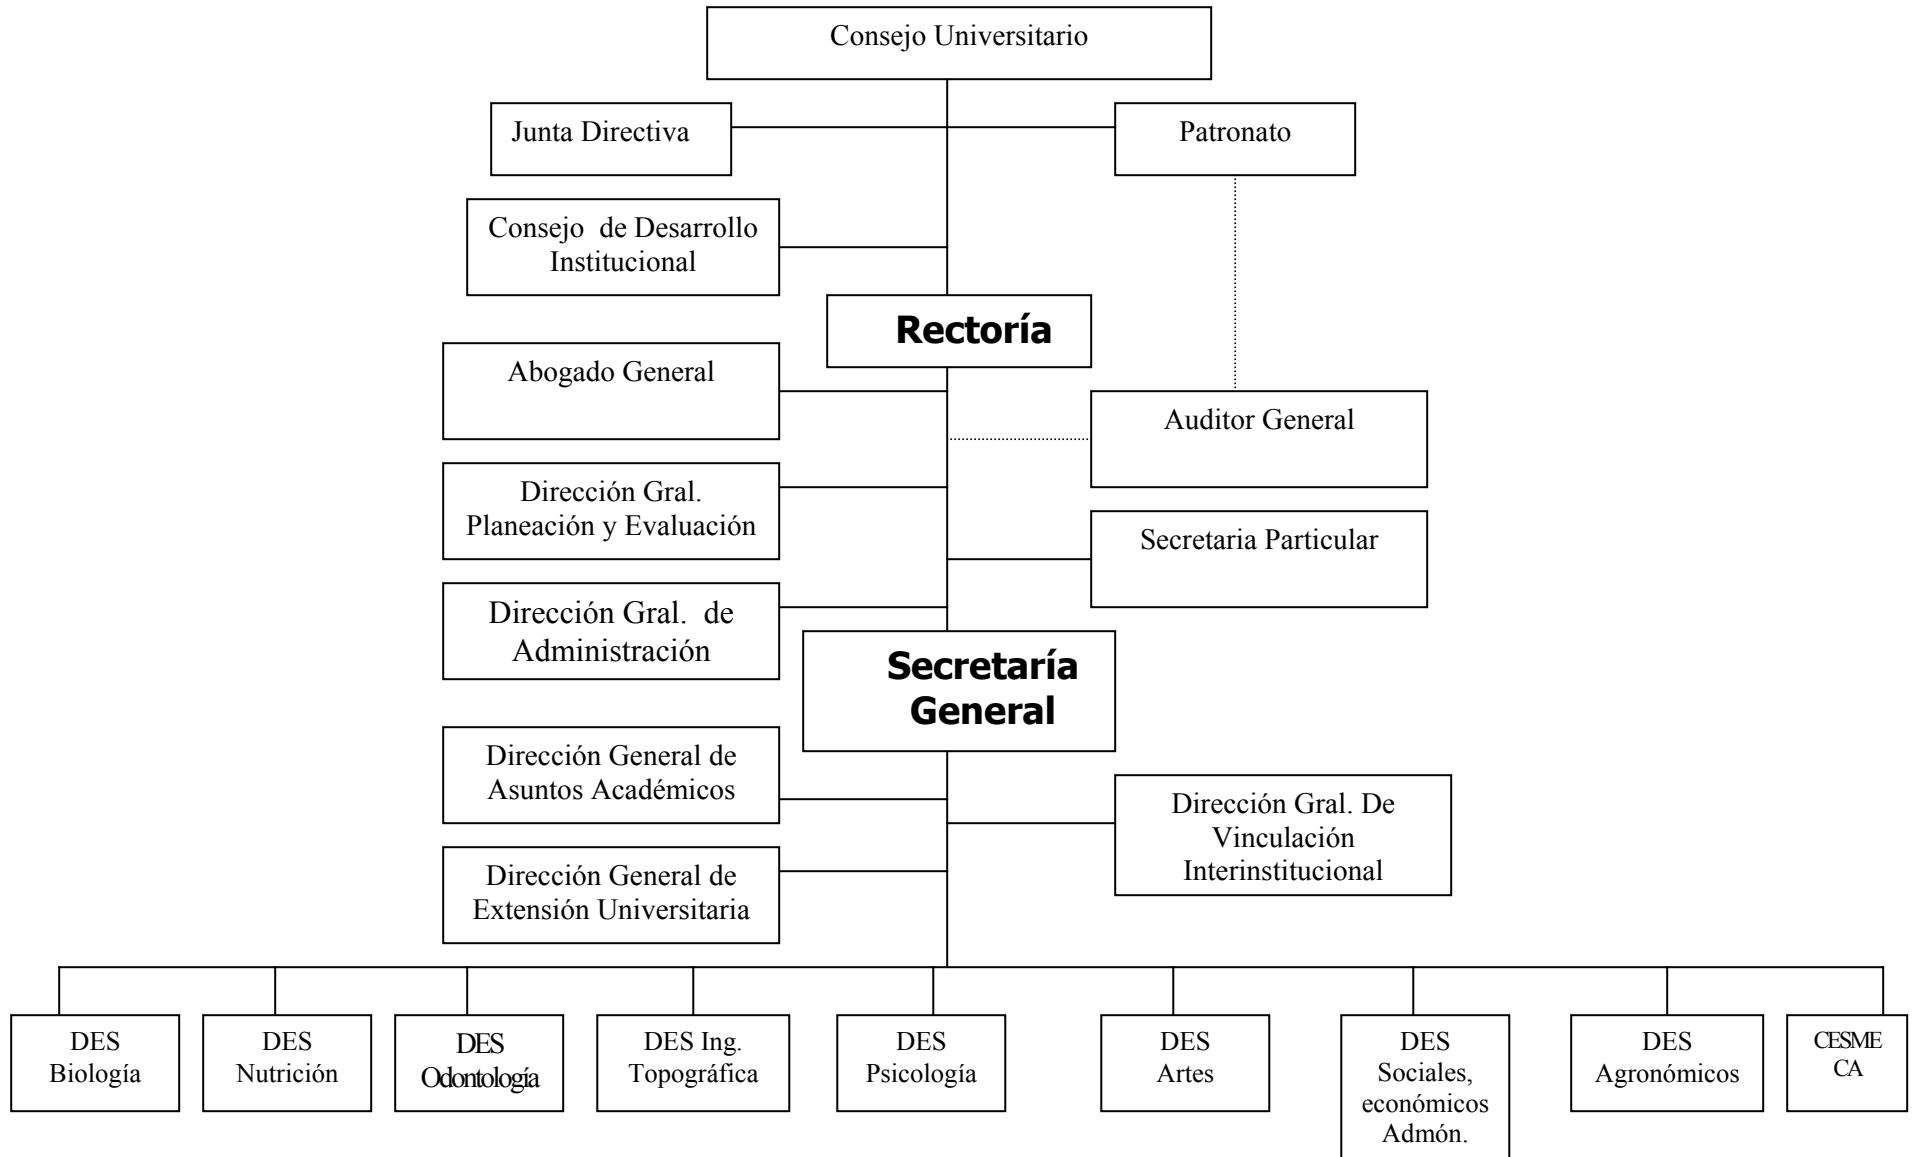 Consejo Universitario
Junta Directiva
Patronato
Consejo de Desarrollo
Institucional
Rectoría
Abogado General
Auditor General
Dirección Gral.
Planeación y Evaluación
Secretaria Particular
Dirección Gral. de
Administración
Secretaría
General
Dirección General de
Asuntos Académicos
Dirección Gral. De
Vinculación
Interinstitucional
Dirección General de
Extensión Universitaria
DES
Biología
DES
Nutrición
DES
Odontología
DES Ing.
Topográfica
DES
Psicología
DES
Artes
DES
Sociales,
económicos
Admón.
DES
Agronómicos
CESME
CA